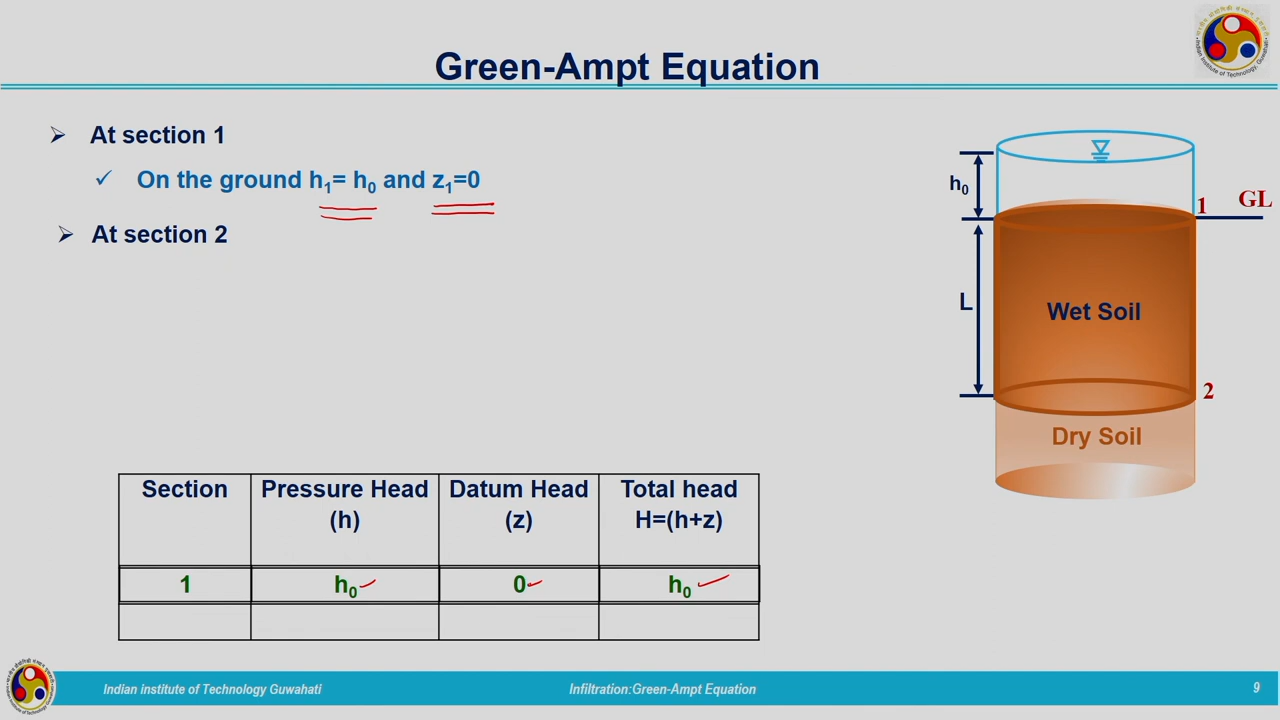 Green-Ampt Equation
At section 1
On the ground h₁= h₀ and z₁=0
At section 2
h₀
1
GL
L
Wet Soil
2
Dry Soil
Section
Pressure Head
(h)
Datum Head
(z)
Total head
H=(h+z)
1
h₀
0
h₀
Indian institute of Technology Guwahati
Infiltration:Green-Ampt Equation
9